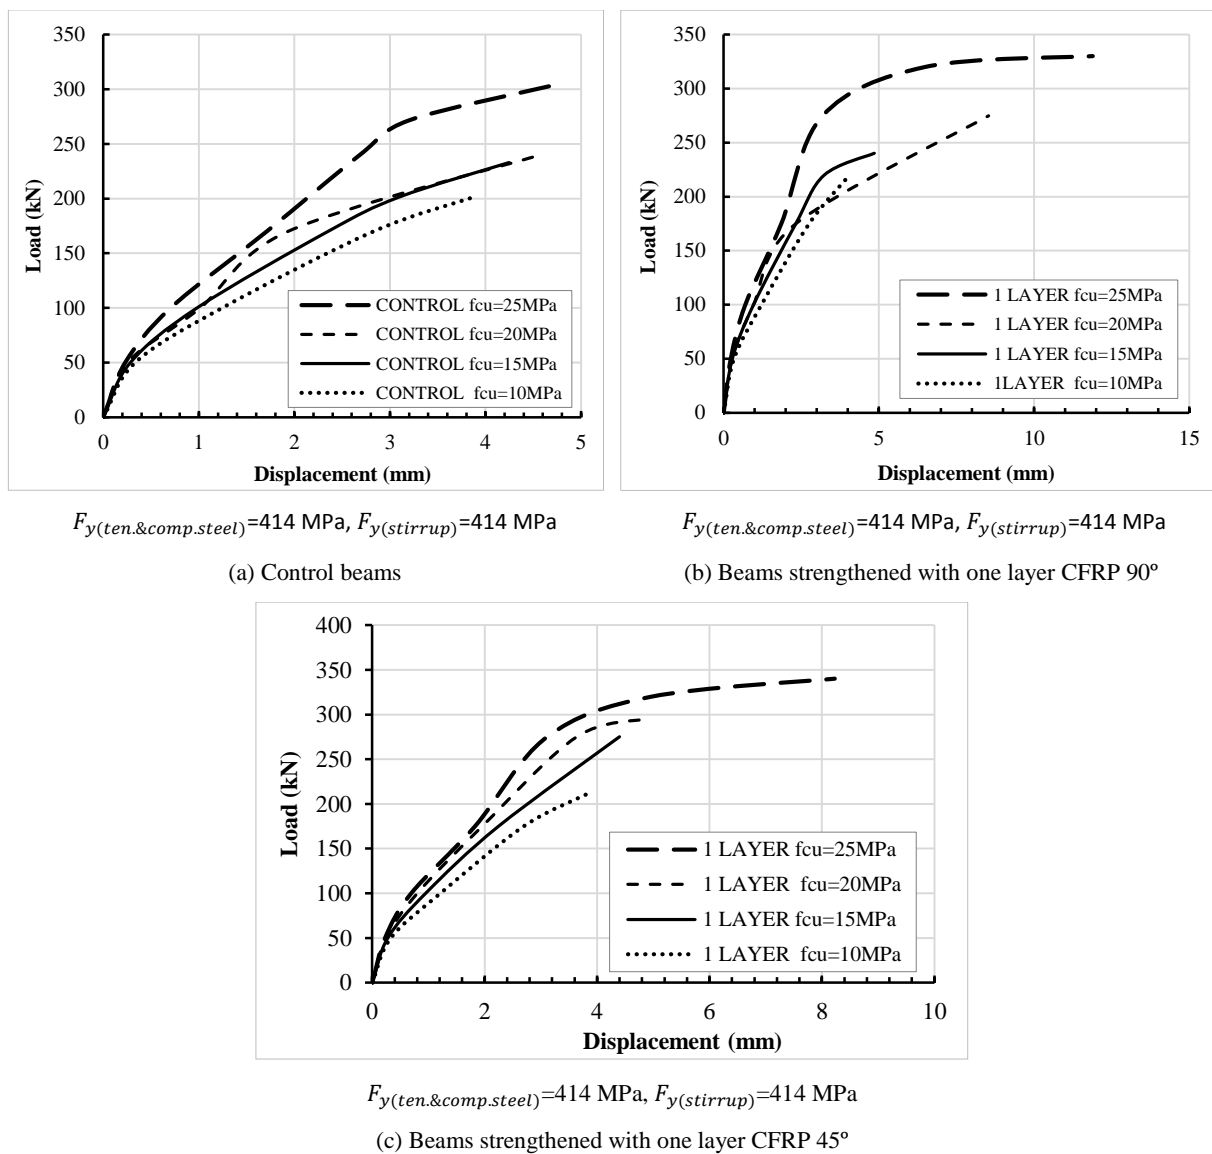 350
300
250
200
150
100
50
0
Load (kN)
CONTROL fcu=25MPa
CONTROL fcu=20MPa
CONTROL fcu=15MPa
CONTROL fcu=10MPa
0 1 2 3 4 5
Displacement (mm)
F_{y(ten.&comp.steel)}=414 MPa, F_{y(stirrup)}=414 MPa
(a) Control beams
350
300
250
200
150
100
50
0
Load (kN)
1 LAYER fcu=25MPa
1 LAYER fcu=20MPa
1 LAYER fcu=15MPa
1LAYER fcu=10MPa
0 5 10 15
Displacement (mm)
F_{y(ten.&comp.steel)}=414 MPa, F_{y(stirrup)}=414 MPa
(b) Beams strengthened with one layer CFRP 90º
400
350
300
250
200
150
100
50
0
Load (kN)
1 LAYER fcu=25MPa
1 LAYER fcu=20MPa
1 LAYER fcu=15MPa
1 LAYER fcu=10MPa
0 2 4 6 8 10
Displacement (mm)
F_{y(ten.&comp.steel)}=414 MPa, F_{y(stirrup)}=414 MPa
(c) Beams strengthened with one layer CFRP 45º